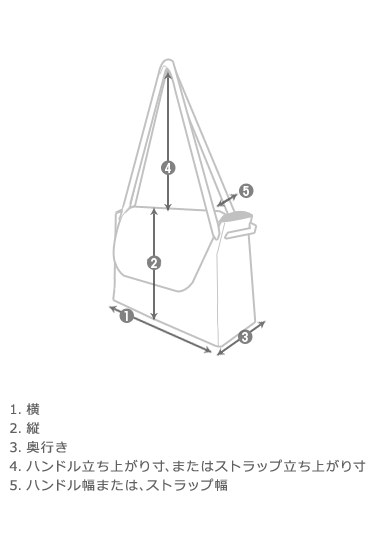 4
5
2
1
3
1. 横
2. 縦
3. 奥行き
4. ハンドル立ち上がり寸、またはストラップ立ち上がり寸
5. ハンドル幅または、ストラップ幅